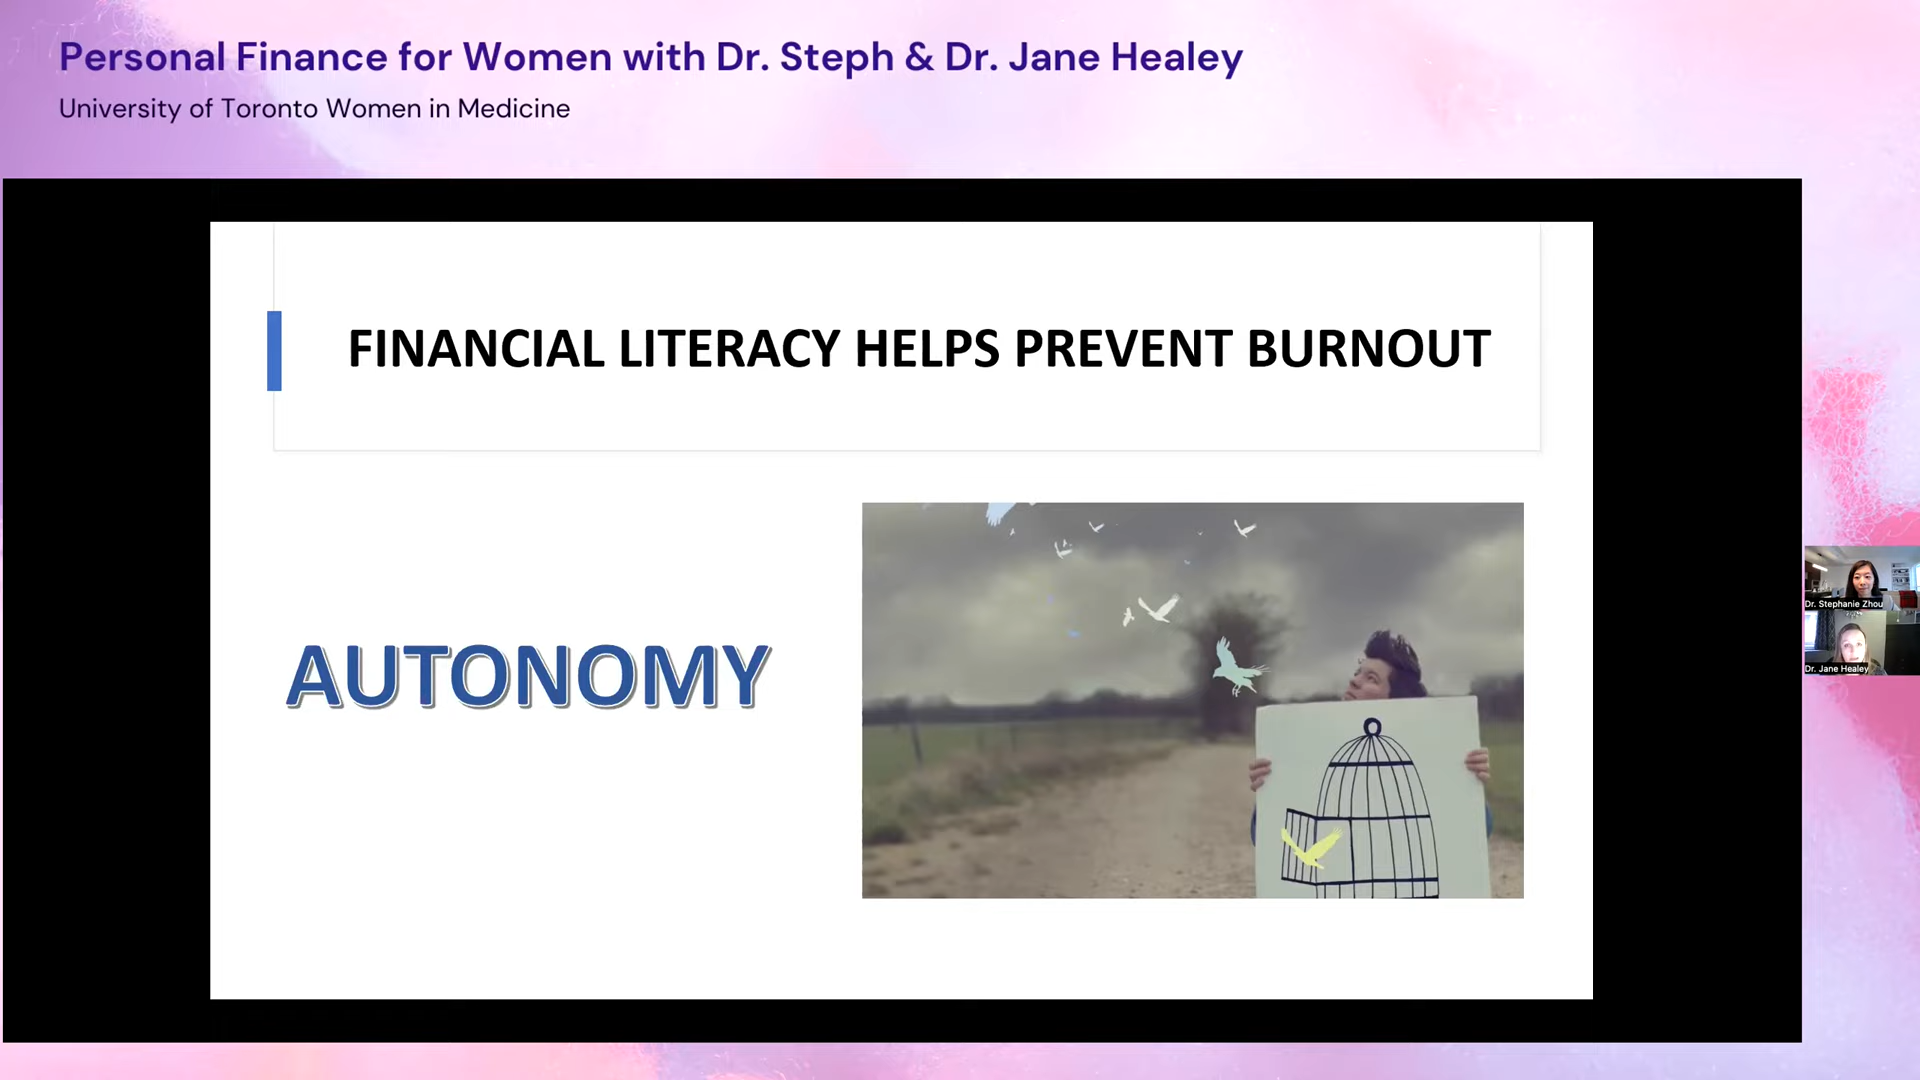 Personal Finance for Women with Dr. Steph & Dr. Jane Healey
University of Toronto Women in Medicine
FINANCIAL LITERACY HELPS PREVENT BURNOUT
AUTONOMY
Dr. Stephanie Zhou
Dr. Jane Healey